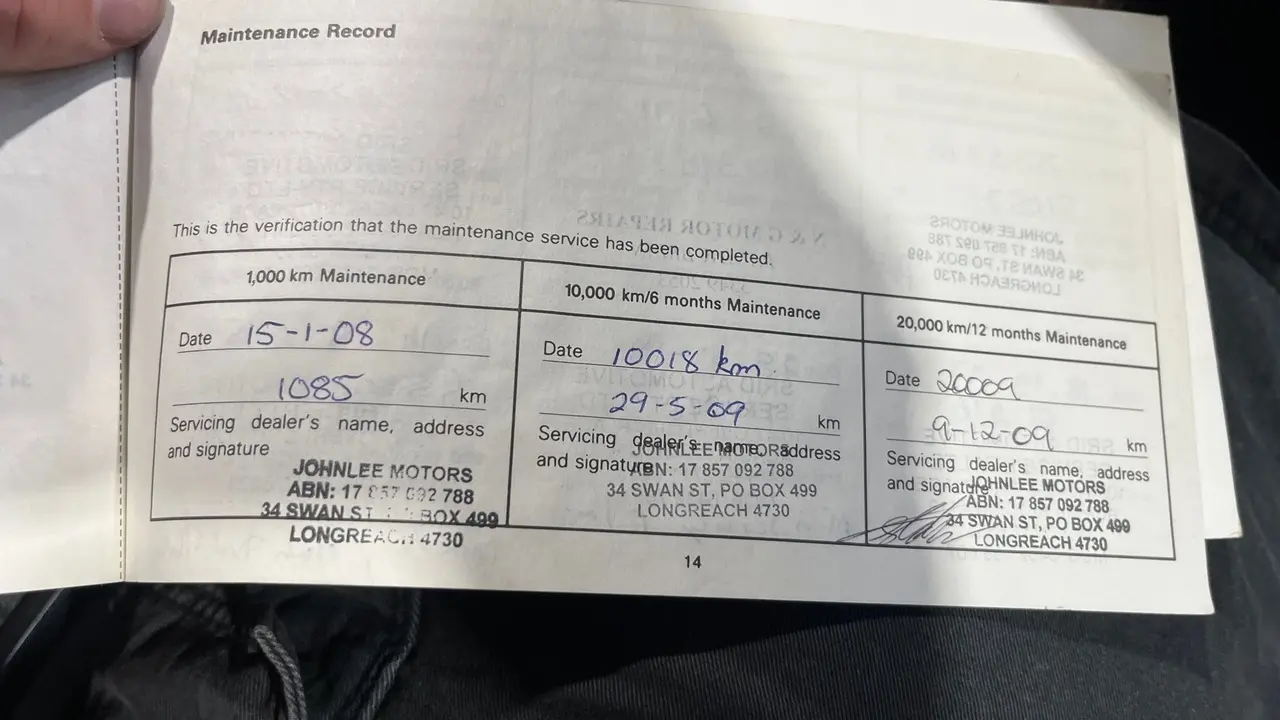 Maintenance Record
This is the verification that the maintenance service has been completed.
1,000 km Maintenance
Date 15-1-08
1085 km
Servicing dealer's name, address
and signature
JOHNLEE MOTORS
ABN: 17 857 092 788
34 SWAN ST BOX 499
LONGREACH 4730
10,000 km/6 months Maintenance
Date 10018 km
29-5-09 km
Servicing dealer's name, address
and signature
JOHNLEE MOTORS
ABN: 17 857 092 788
34 SWAN ST, PO BOX 499
LONGREACH 4730
20,000 km/12 months Maintenance
Date 20009
9-12-09 km
Servicing dealer's name, address
and signature
JOHNLEE MOTORS
ABN: 17 857 092 788
34 SWAN ST, PO BOX 499
LONGREACH 4730
14